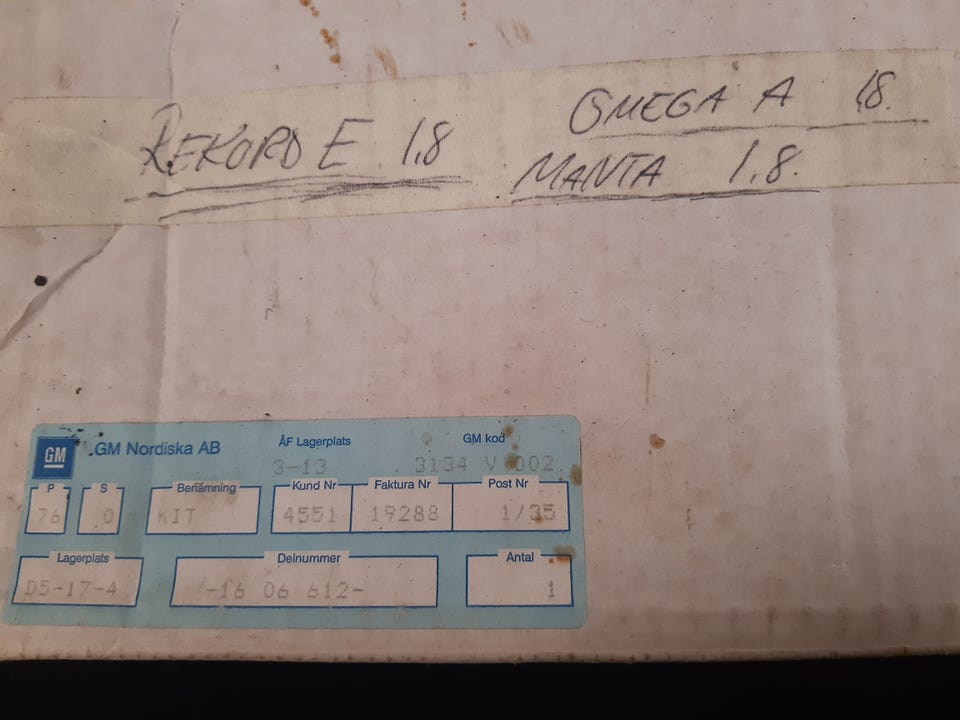 REKORD E 1.8
OMEGA A 1.8.
MANTA 1.8.
GM GM Nordiska AB ÅF Lagerplats GM kod
3-13 3134 V 002
P S Benämning Kund Nr Faktura Nr Post Nr
76 0 KIT 4551 19288 1/35
Lagerplats Delnummer Antal
D5-17-4 -16 06 612- 1